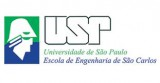 USP
Universidade de São Paulo
Escola de Engenharia de São Carlos